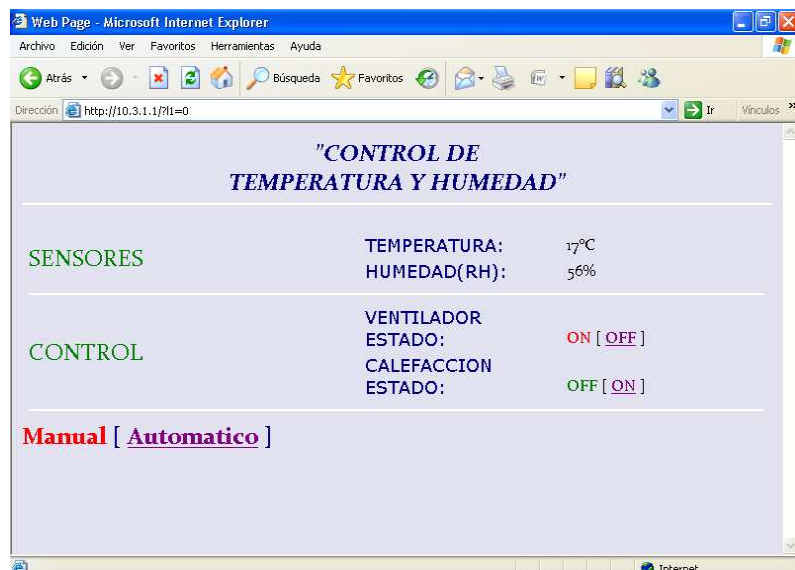 Web Page - Microsoft Internet Explorer
Archivo Edición Ver Favoritos Herramientas Ayuda
Atrás Búsqueda Favoritos
Dirección http://10.3.1.1/?l1=0 Ir Vínculos »
"CONTROL DE
TEMPERATURA Y HUMEDAD"
SENSORES
TEMPERATURA: 17°C
HUMEDAD(RH): 56%
CONTROL
VENTILADOR
ESTADO: ON [ OFF ]
CALEFACCION
ESTADO: OFF [ ON ]
Manual [ Automatico ]
Internet